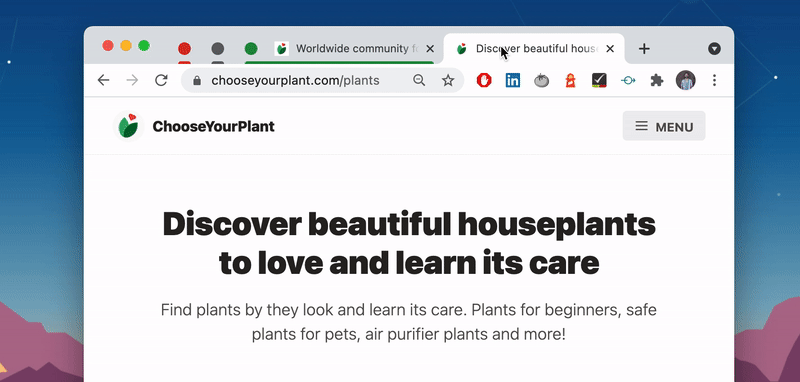 Worldwide community f
Discover beautiful hous
chooseyourplant.com/plants
ChooseYourPlant
MENU
Discover beautiful houseplants
to love and learn its care
Find plants by they look and learn its care. Plants for beginners, safe
plants for pets, air purifier plants and more!